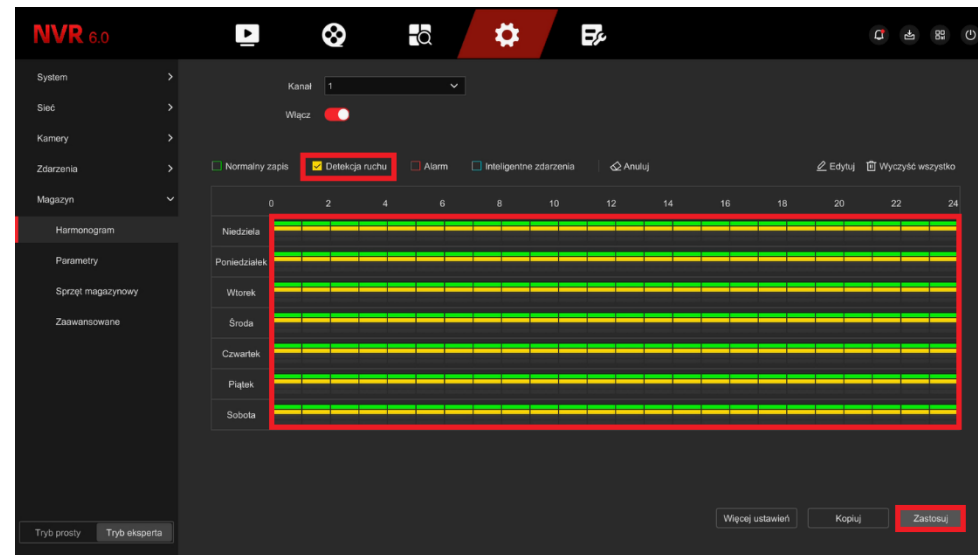 NVR 6.0
System
Sieć
Kamery
Zdarzenia
Magazyn
Harmonogram
Parametry
Sprzęt magazynowy
Zaawansowane
Tryb prosty Tryb eksperta
Kanał 1
Włącz
Normalny zapis Detekcja ruchu Alarm Inteligentne zdarzenia Anuluj Edytuj Wyczyść wszystko
0 2 4 6 8 10 12 14 16 18 20 22 24
Niedziela
Poniedziałek
Wtorek
Środa
Czwartek
Piątek
Sobota
Więcej ustawień Kopiuj Zastosuj